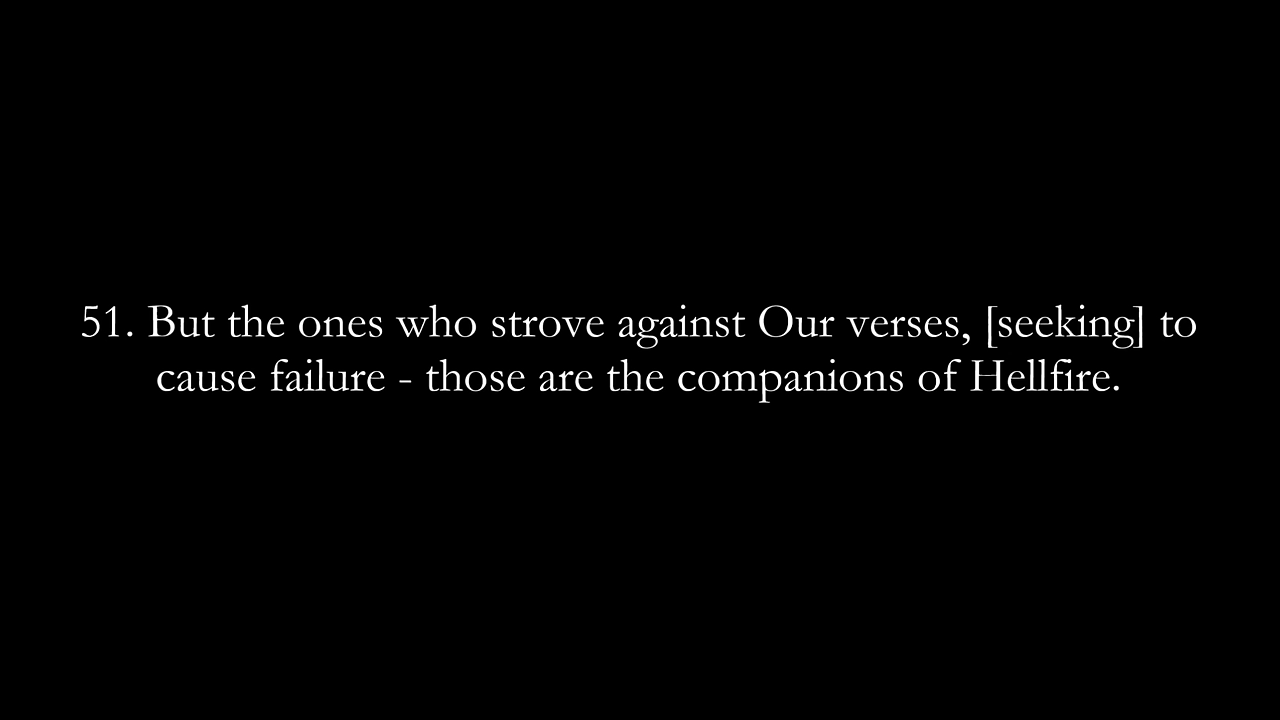 51. But the ones who strove against Our verses, [seeking] to
cause failure - those are the companions of Hellfire.